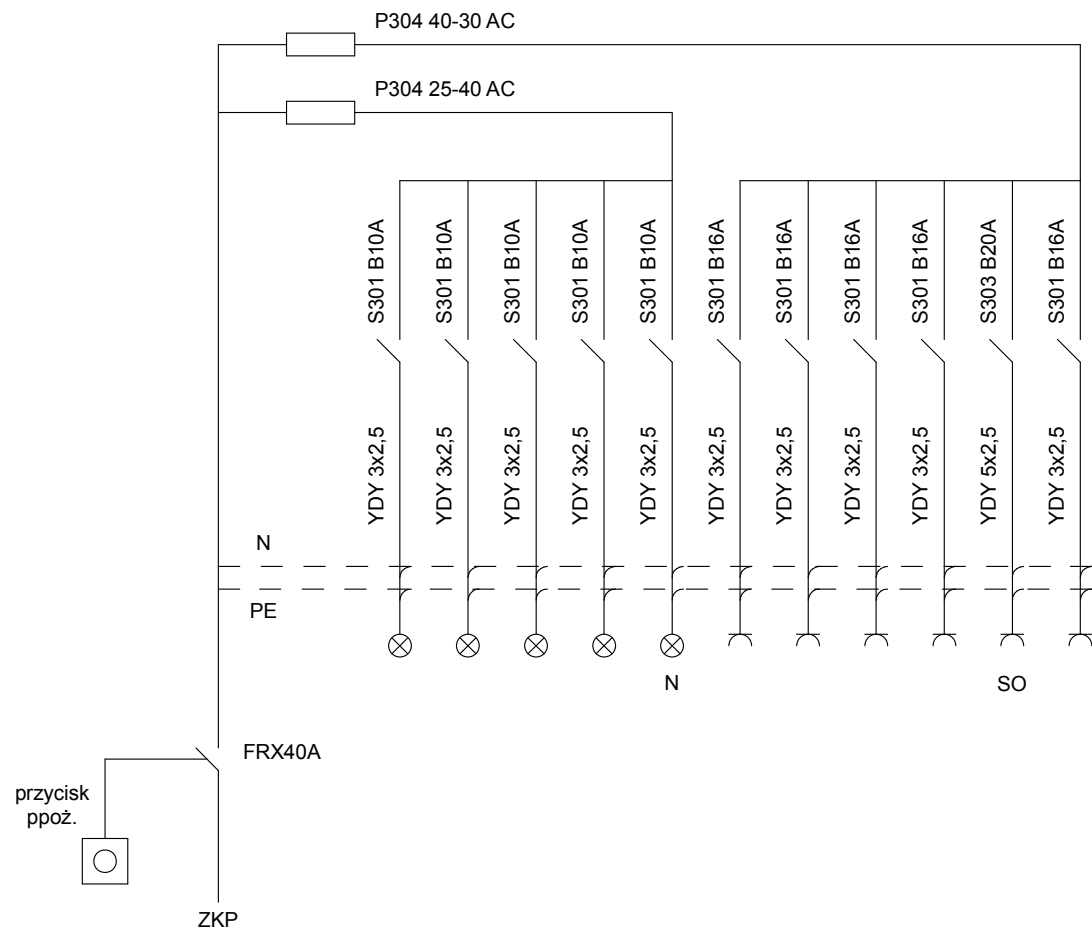 P304 40-30 AC
P304 25-40 AC
S301 B10A
S301 B10A
S301 B10A
S301 B10A
S301 B10A
S301 B16A
S301 B16A
S301 B16A
S301 B16A
S303 B20A
S301 B16A
YDY 3x2,5
YDY 3x2,5
YDY 3x2,5
YDY 3x2,5
YDY 3x2,5
YDY 3x2,5
YDY 3x2,5
YDY 3x2,5
YDY 3x2,5
YDY 5x2,5
YDY 3x2,5
N
PE
N
SO
FRX40A
przycisk
ppoż.
ZKP